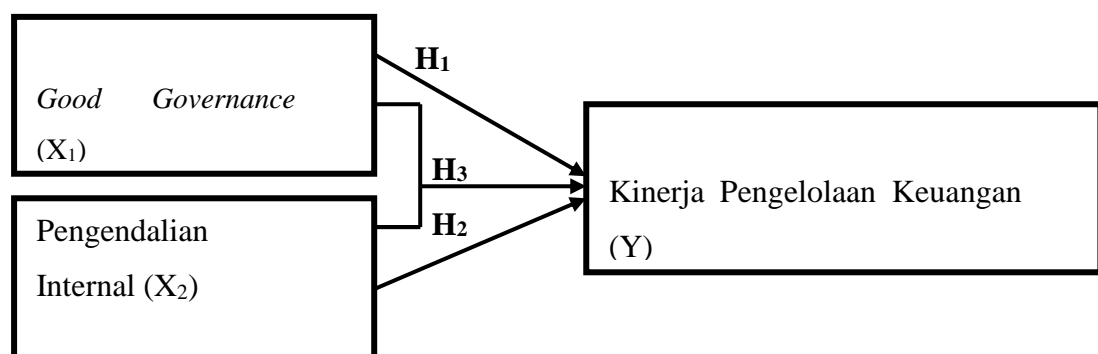 Good Governance
(X₁)
Pengendalian
Internal (X₂)
H₁
H₃
H₂
Kinerja Pengelolaan Keuangan
(Y)